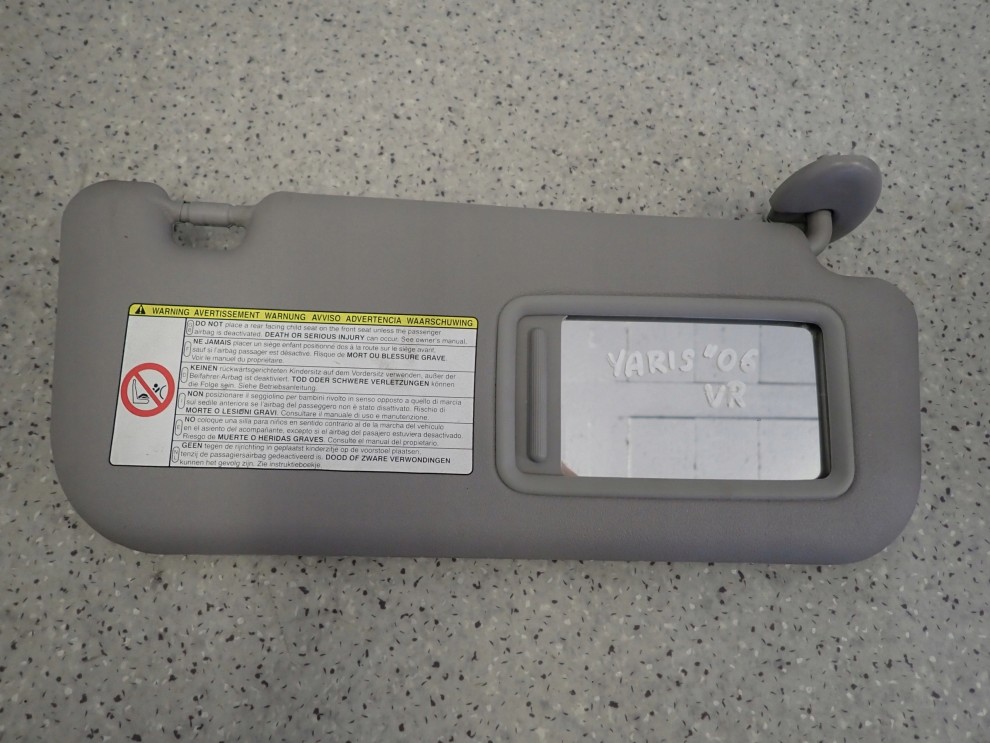 WARNING AVERTISSEMENT WARNUNG AVVISO ADVERTENCIA WAARSCHUWING
DO NOT place a rear facing child seat on the front seat unless the passenger
airbag is deactivated. DEATH OR SERIOUS INJURY can occur. See owner's manual.
NE JAMAIS placer un siège enfant positionné dos à la route sur le siège avant,
sauf si l'airbag passager est désactivé. Risque de MORT OU BLESSURE GRAVE.
Voir le manuel du propriétaire.
KEINEN rückwärtsgerichteten Kindersitz auf dem Vordersitz verwenden, außer der
Beifahrer-Airbag ist deaktiviert. TOD ODER SCHWERE VERLETZUNGEN können
die Folge sein. Siehe Betriebsanleitung.
NON posizionare il seggiolino per bambini rivolto in senso opposto a quello di marcia
sul sedile anteriore se l'airbag del passeggero non è stato disattivato. Rischio di
MORTE O LESIONI GRAVI. Consultare il manuale di uso e manutenzione.
NO coloque una silla para niños en sentido contrario al de la marcha del vehículo
en el asiento del acompañante, excepto si el airbag del pasajero estuviera desactivado.
Riesgo de MUERTE O HERIDAS GRAVES. Consulte el manual del propietario.
GEEN tegen de rijrichting in geplaatst kinderzitje op de voorstoel plaatsen,
tenzij de passagiersairbag gedeactiveerd is. DOOD OF ZWARE VERWONDINGEN
kunnen het gevolg zijn. Zie instruktieboekje.
YARIS "06
VR